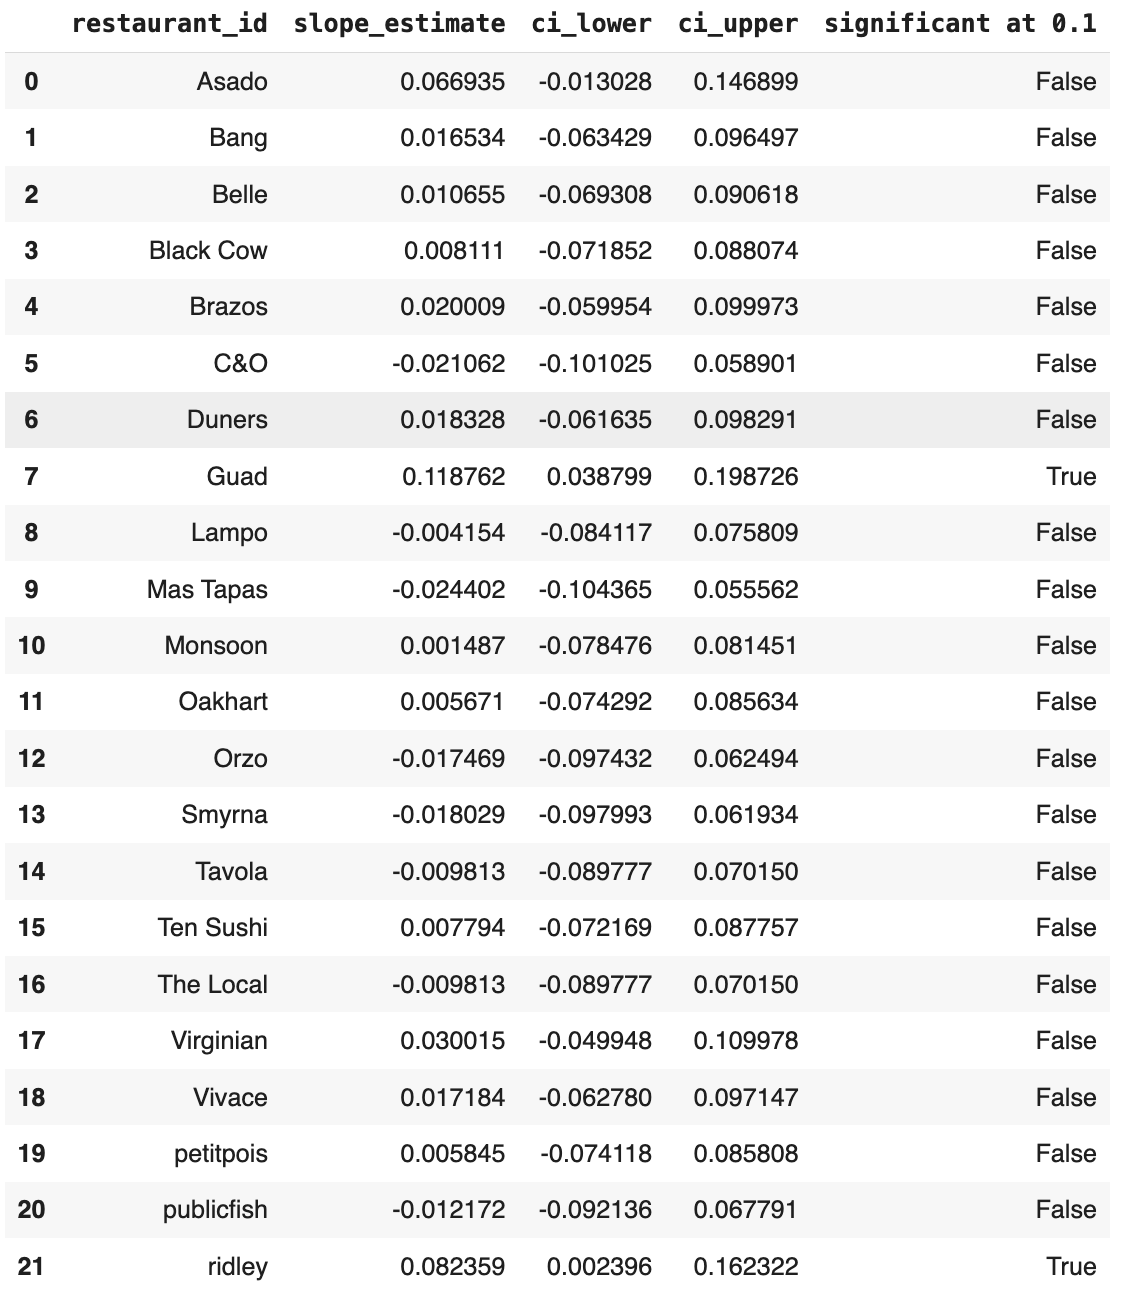 restaurant_id slope_estimate ci_lower ci_upper significant at 0.1
0 Asado 0.066935 -0.013028 0.146899 False
1 Bang 0.016534 -0.063429 0.096497 False
2 Belle 0.010655 -0.069308 0.090618 False
3 Black Cow 0.008111 -0.071852 0.088074 False
4 Brazos 0.020009 -0.059954 0.099973 False
5 C&O -0.021062 -0.101025 0.058901 False
6 Duners 0.018328 -0.061635 0.098291 False
7 Guad 0.118762 0.038799 0.198726 True
8 Lampo -0.004154 -0.084117 0.075809 False
9 Mas Tapas -0.024402 -0.104365 0.055562 False
10 Monsoon 0.001487 -0.078476 0.081451 False
11 Oakhart 0.005671 -0.074292 0.085634 False
12 Orzo -0.017469 -0.097432 0.062494 False
13 Smyrna -0.018029 -0.097993 0.061934 False
14 Tavola -0.009813 -0.089777 0.070150 False
15 Ten Sushi 0.007794 -0.072169 0.087757 False
16 The Local -0.009813 -0.089777 0.070150 False
17 Virginian 0.030015 -0.049948 0.109978 False
18 Vivace 0.017184 -0.062780 0.097147 False
19 petitpois 0.005845 -0.074118 0.085808 False
20 publicfish -0.012172 -0.092136 0.067791 False
21 ridley 0.082359 0.002396 0.162322 True